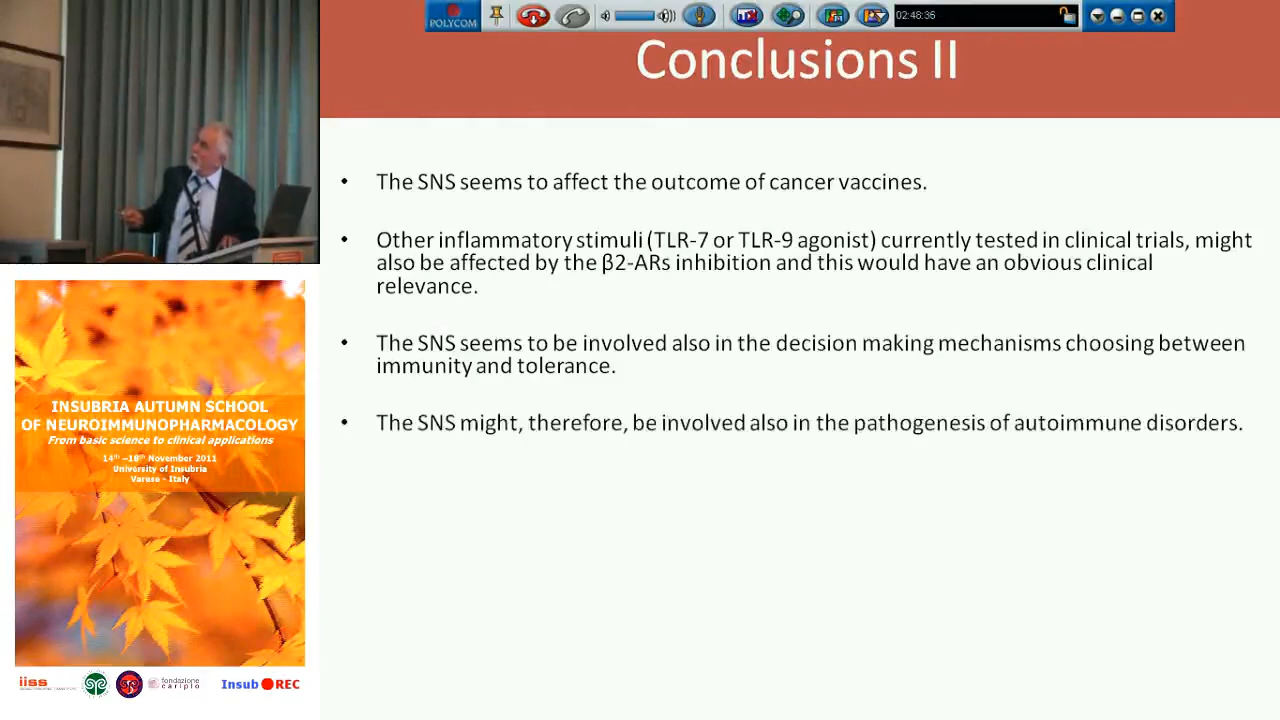 POLYCOM
02:48:36
Conclusions II
• The SNS seems to affect the outcome of cancer vaccines.
• Other inflammatory stimuli (TLR-7 or TLR-9 agonist) currently tested in clinical trials, might
also be affected by the β2-ARs inhibition and this would have an obvious clinical
relevance.
• The SNS seems to be involved also in the decision making mechanisms choosing between
immunity and tolerance.
• The SNS might, therefore, be involved also in the pathogenesis of autoimmune disorders.
INSUBRIA AUTUMN SCHOOL
OF NEUROIMMUNOPHARMACOLOGY
From basic science to clinical applications
14th –18th November 2011
University of Insubria
Varese - Italy
iiss
fondazione
cariplo
Insub REC